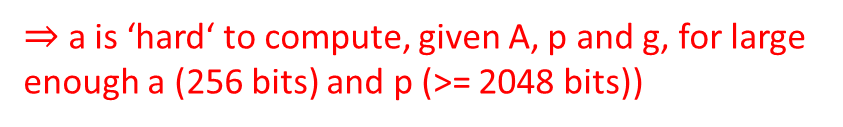 ⇒ a is ‘hard‘ to compute, given A, p and g, for large
enough a (256 bits) and p (>= 2048 bits))